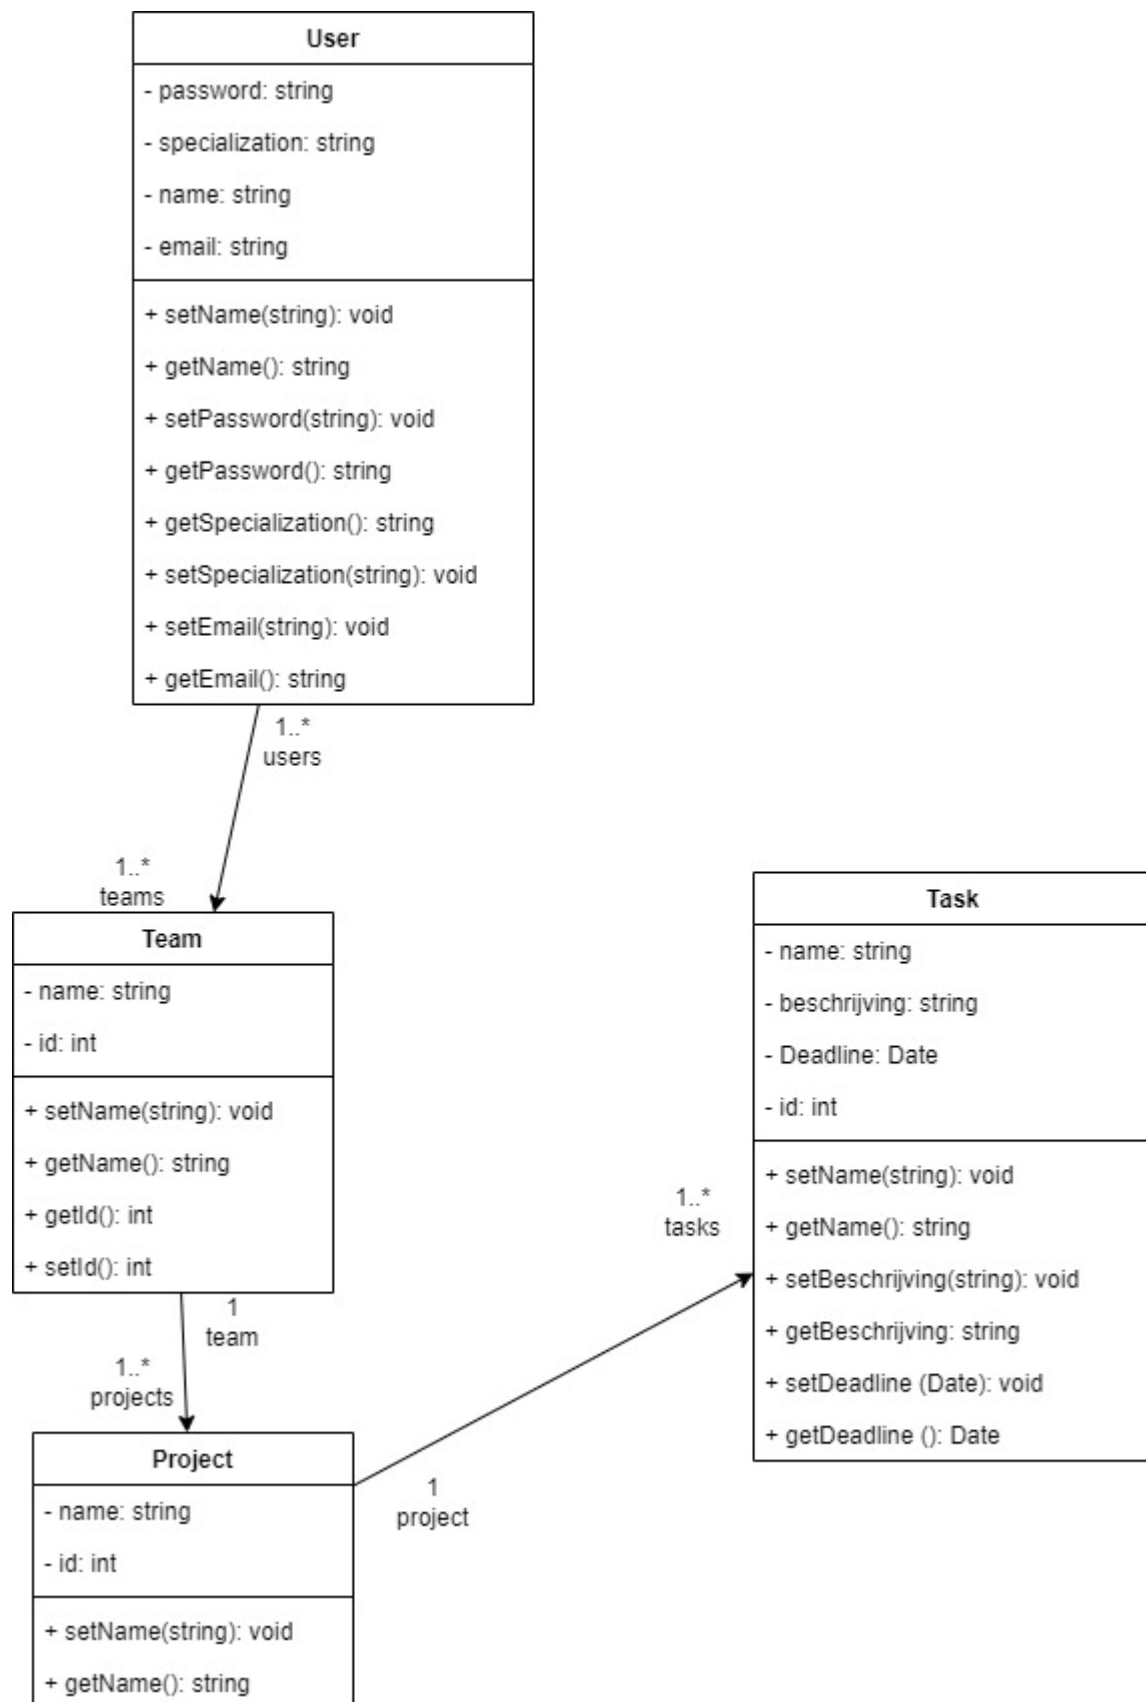 User
- password: string
- specialization: string
- name: string
- email: string
+ setName(string): void
+ getName(): string
+ setPassword(string): void
+ getPassword(): string
+ getSpecialization(): string
+ setSpecialization(string): void
+ setEmail(string): void
+ getEmail(): string
1..*
users
1..*
teams
Team
- name: string
- id: int
+ setName(string): void
+ getName(): string
+ getId(): int
+ setId(): int
1
team
1..*
projects
Project
- name: string
- id: int
+ setName(string): void
+ getName(): string
1
project
1..*
tasks
Task
- name: string
- beschrijving: string
- Deadline: Date
- id: int
+ setName(string): void
+ getName(): string
+ setBeschrijving(string): void
+ getBeschrijving: string
+ setDeadline (Date): void
+ getDeadline (): Date